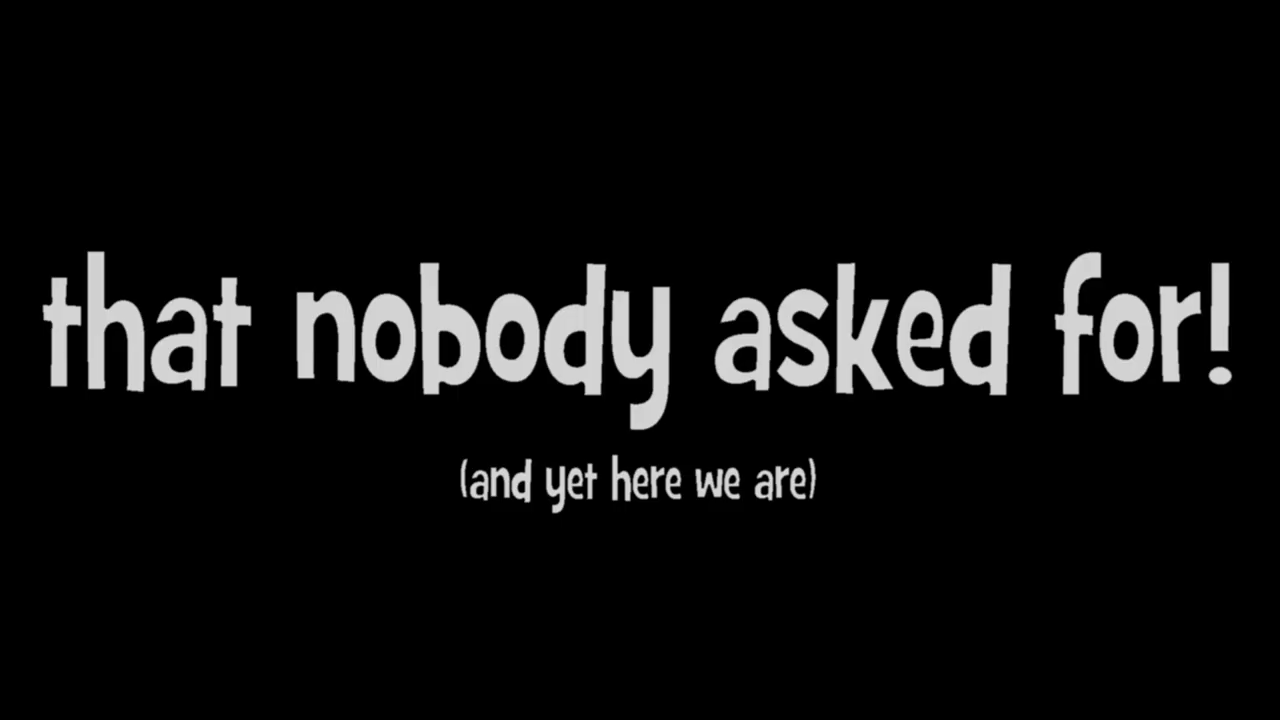 that nobody asked for!
(and yet here we are)